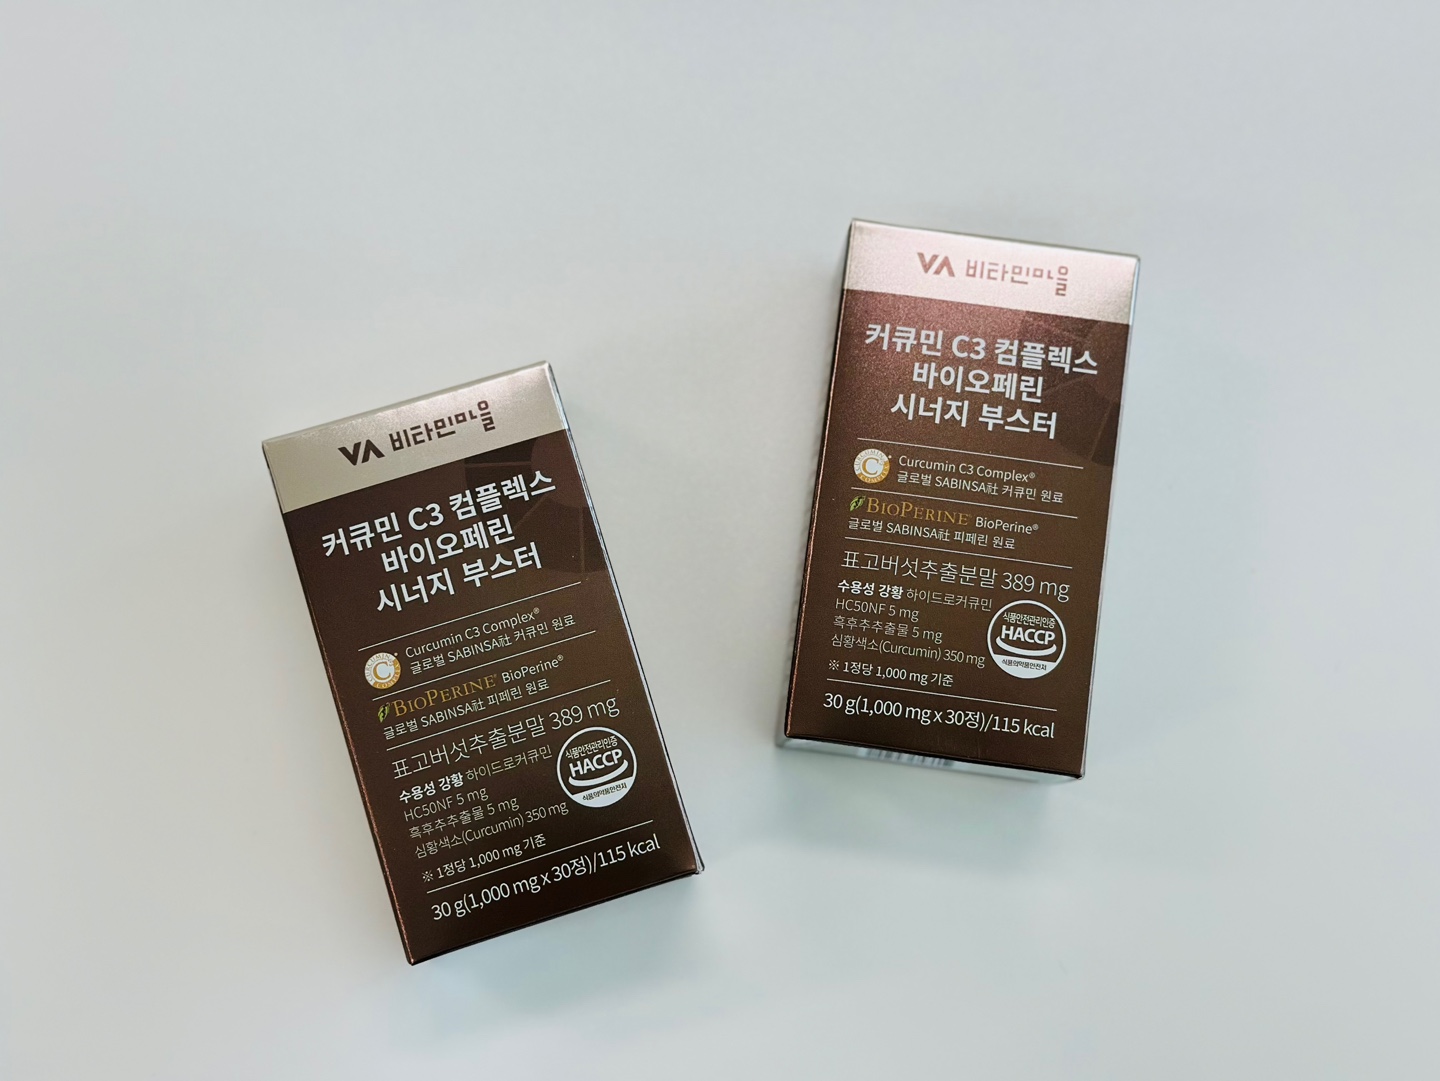 VA 비타민마을
커큐민 C3 컴플렉스
바이오페린
시너지 부스터
Curcumin C3 Complex®
글로벌 SABINSA社 커큐민 원료
BIOPERINE® BioPerine®
글로벌 SABINSA社 피페린 원료
표고버섯추출분말 389 mg
수용성 강황 하이드로커큐민
HC50NF 5 mg
흑후추추출물 5 mg
심황색소(Curcumin) 350 mg
※ 1정당 1,000 mg 기준
식품안전관리인증
HACCP
식품의약품안전처
30 g(1,000 mg x 30정)/115 kcal
VA 비타민마을
커큐민 C3 컴플렉스
바이오페린
시너지 부스터
C
Curcumin C3 Complex®
글로벌 SABINSA社 커큐민 원료
BIOPERINE® BioPerine®
글로벌 SABINSA社 피페린 원료
표고버섯추출분말 389 mg
수용성 강황 하이드로커큐민
HC50NF 5 mg
흑후추추출물 5 mg
심황색소(Curcumin) 350 mg
※ 1정당 1,000 mg 기준
식품안전관리인증
HACCP
식품의약품안전처
30 g(1,000 mg x 30정)/115 kcal